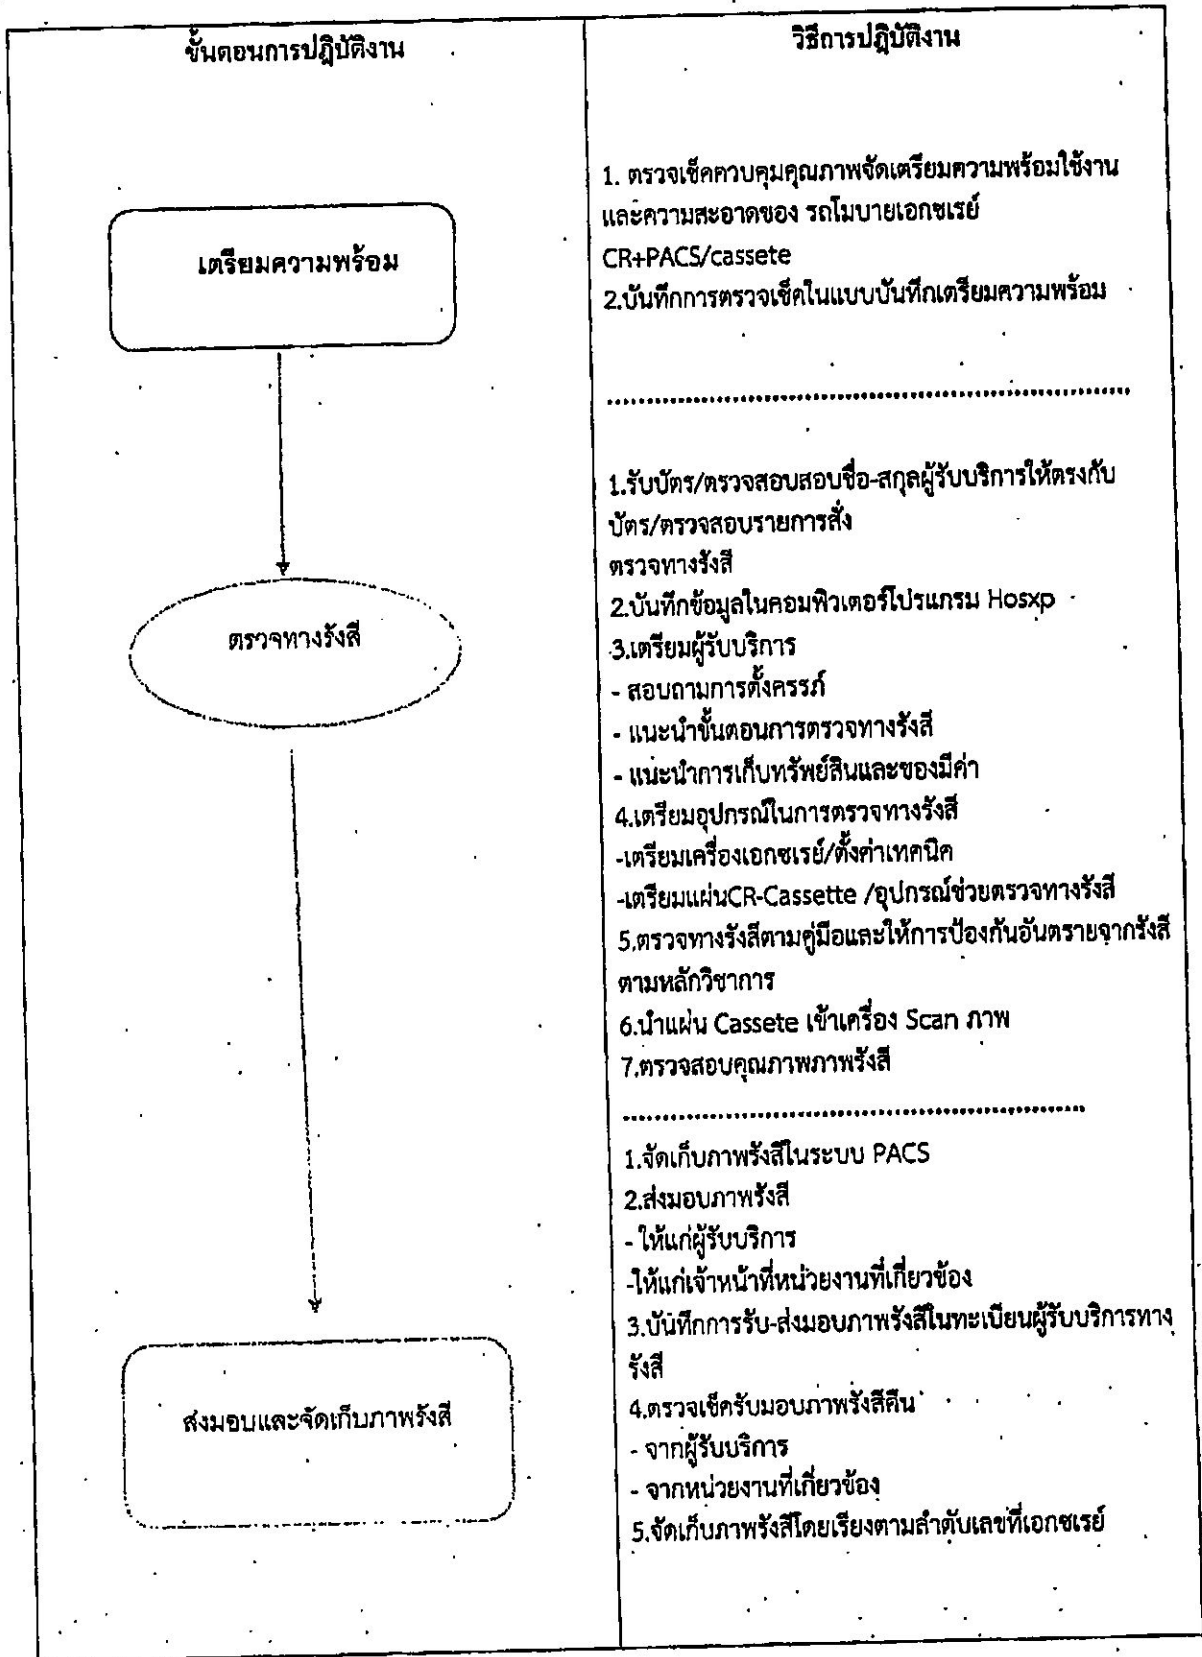 ขั้นตอนการปฏิบัติงาน
วิธีการปฏิบัติงาน
เตรียมความพร้อม
1. ตรวจเช็คควบคุมคุณภาพจัดเตรียมความพร้อมใช้งาน
และความสะอาดของ รถโมบายเอกซเรย์
CR+PACS/cassete
2.บันทึกการตรวจเช็คในแบบบันทึกเตรียมความพร้อม
..................................................................
ตรวจทางรังสี
1.รับบัตร/ตรวจสอบสอบชื่อ-สกุลผู้รับบริการให้ตรงกับ
บัตร/ตรวจสอบรายการสั่ง
ตรวจทางรังสี
2.บันทึกข้อมูลในคอมพิวเตอร์โปรแกรม Hosxp
3.เตรียมผู้รับบริการ
- สอบถามการตั้งครรภ์
- แนะนำขั้นตอนการตรวจทางรังสี
- แนะนำการเก็บทรัพย์สินและของมีค่า
4.เตรียมอุปกรณ์ในการตรวจทางรังสี
-เตรียมเครื่องเอกซเรย์/ตั้งค่าเทคนิค
-เตรียมแผ่นCR-Cassette /อุปกรณ์ช่วยตรวจทางรังสี
5.ตรวจทางรังสีตามคู่มือและให้การป้องกันอันตรายจากรังสี
ตามหลักวิชาการ
6.นำแผ่น Cassete เข้าเครื่อง Scan ภาพ
7.ตรวจสอบคุณภาพภาพรังสี
..........................................................
ส่งมอบและจัดเก็บภาพรังสี
1.จัดเก็บภาพรังสีในระบบ PACS
2.ส่งมอบภาพรังสี
- ให้แก่ผู้รับบริการ
-ให้แก่เจ้าหน้าที่หน่วยงานที่เกี่ยวข้อง
3.บันทึกการรับ-ส่งมอบภาพรังสีในทะเบียนผู้รับบริการทาง
รังสี
4.ตรวจเช็ครับมอบภาพรังสีคืน
- จากผู้รับบริการ
- จากหน่วยงานที่เกี่ยวข้อง
5.จัดเก็บภาพรังสีโดยเรียงตามลำดับเลขที่เอกซเรย์